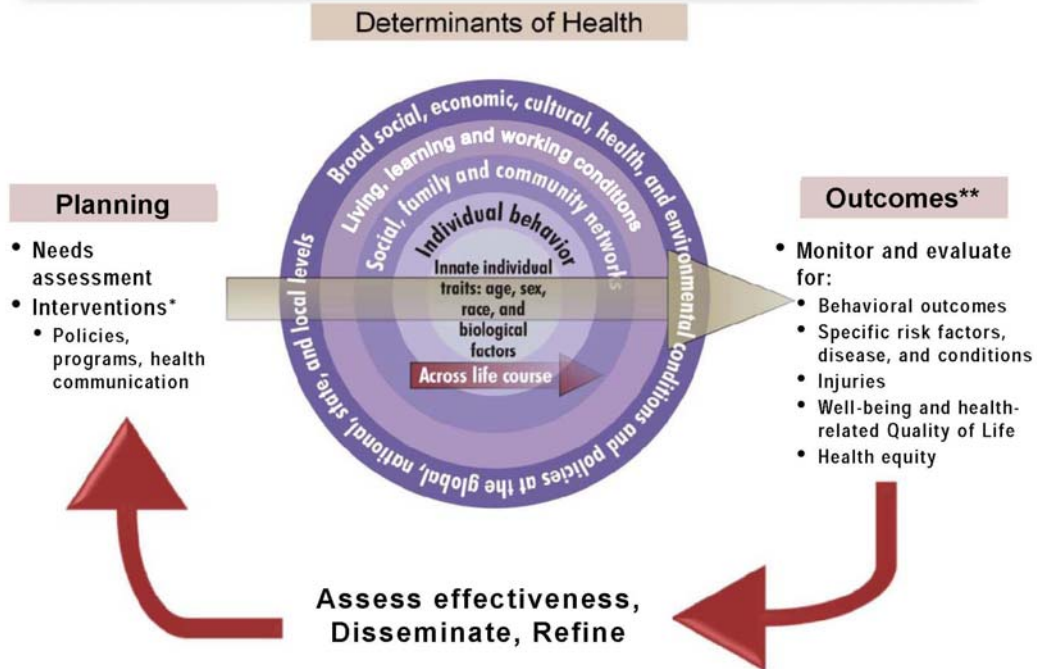 Determinants of Health
Planning
• Needs
assessment
• Interventions*
• Policies,
programs, health
communication
Broad social, economic, cultural, health, and environmental conditions and policies at the global, national, state, and local levels
Living, learning and working conditions
Social, family and community networks
Individual behavior
Innate individual
traits: age, sex,
race, and
biological
factors
Across life course
Outcomes**
• Monitor and evaluate
for:
• Behavioral outcomes
• Specific risk factors,
disease, and conditions
• Injuries
• Well-being and health-
related Quality of Life
• Health equity
Assess effectiveness,
Disseminate, Refine